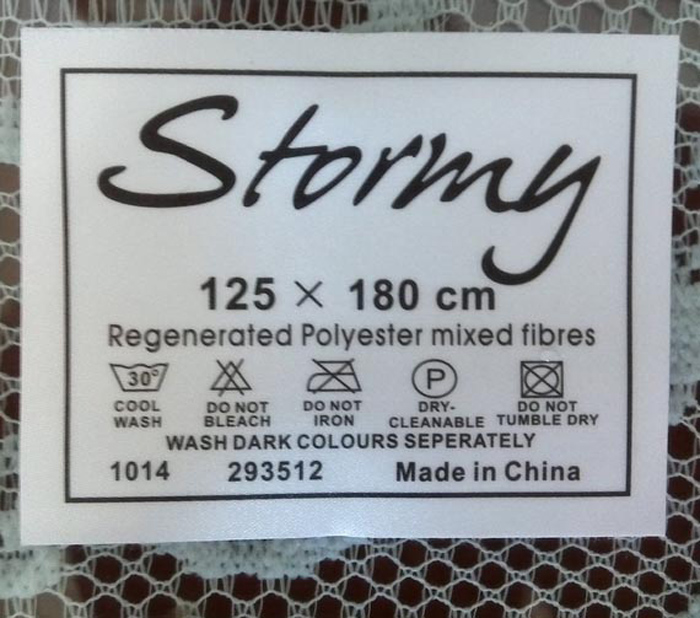 Stormy
125 × 180 cm
Regenerated Polyester mixed fibres
30° P
COOL WASH DO NOT BLEACH DO NOT IRON DRY-CLEANABLE DO NOT TUMBLE DRY
WASH DARK COLOURS SEPERATELY
1014 293512 Made in China